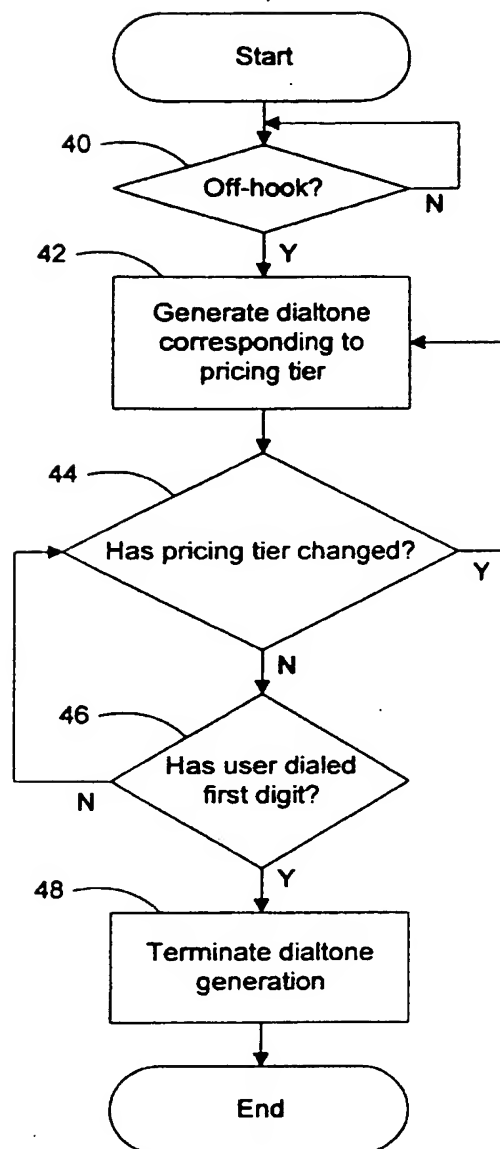 Start
40
Off-hook?
N
Y
42
Generate dialtone
corresponding to
pricing tier
44
Has pricing tier changed?
Y
N
46
Has user dialed
first digit?
N
Y
48
Terminate dialtone
generation
End